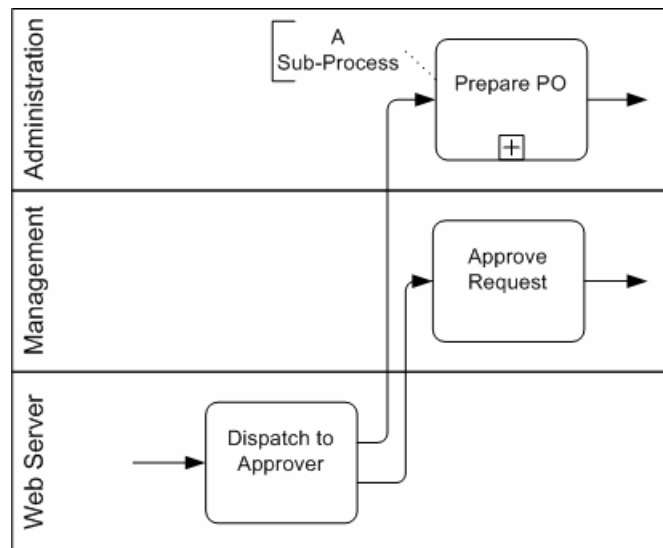 Administration
A
Sub-Process
Prepare PO
Management
Approve
Request
Web Server
Dispatch to
Approver